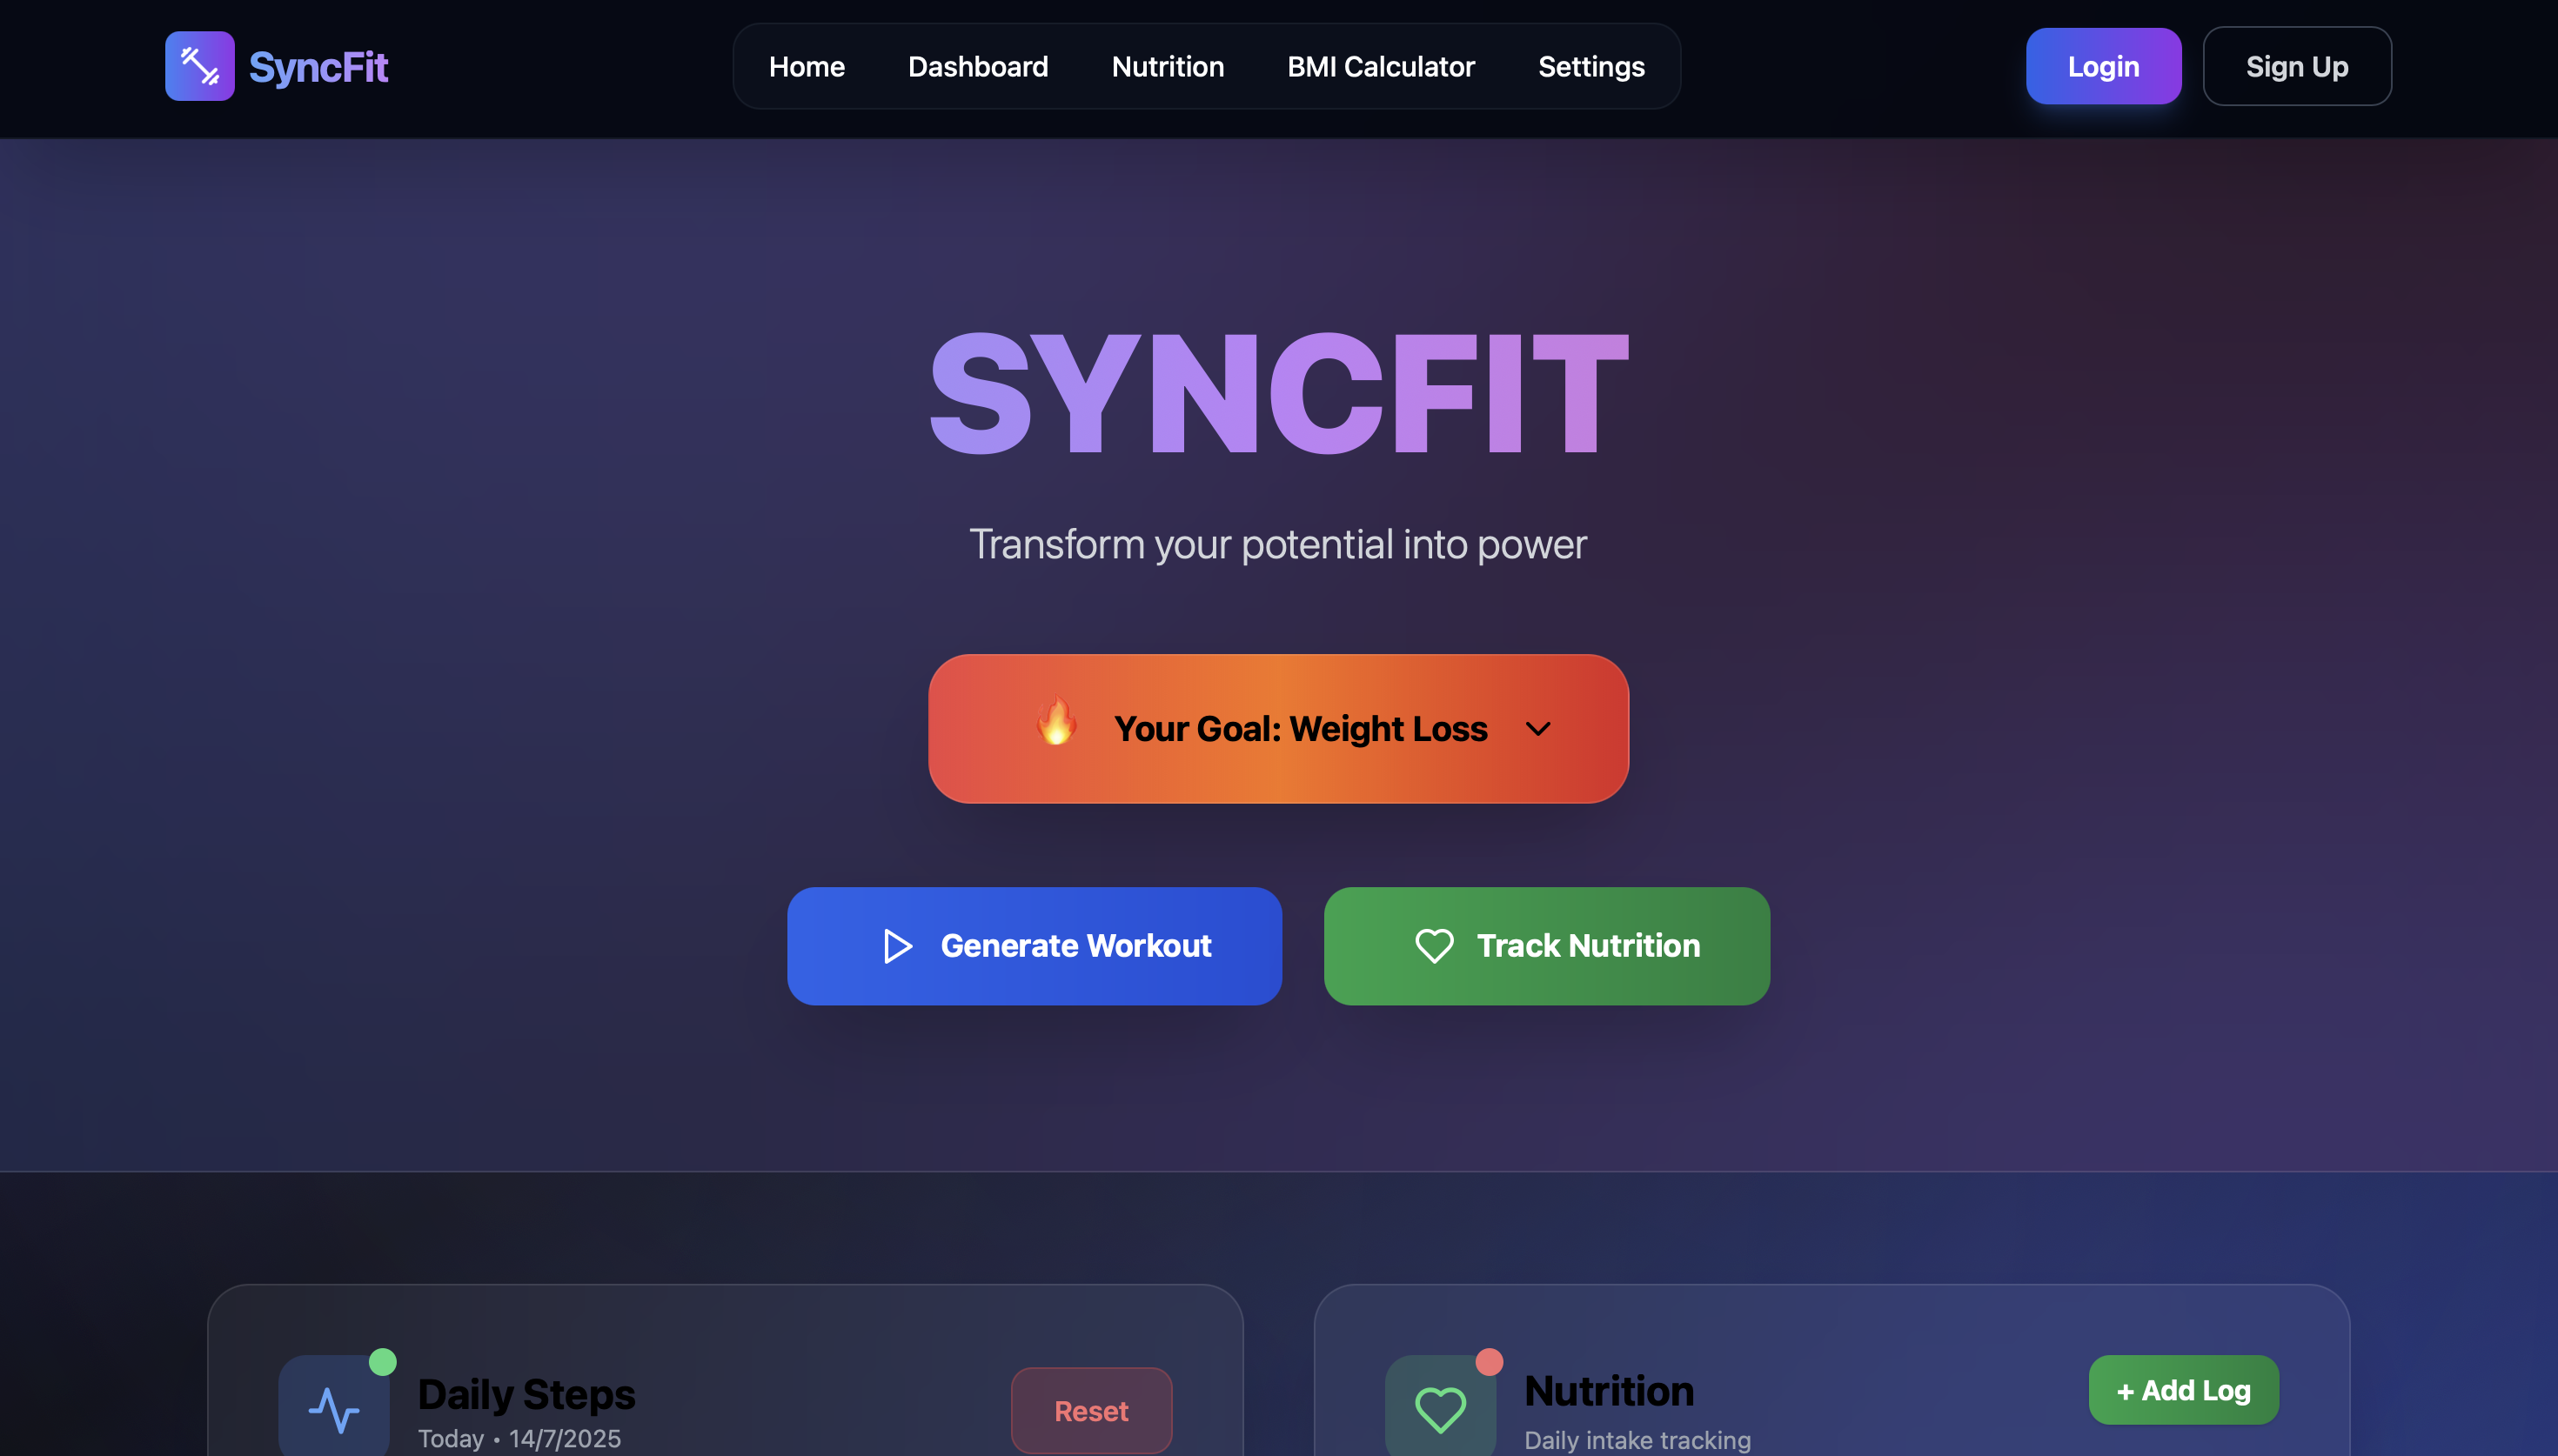 SyncFit
Home Dashboard Nutrition BMI Calculator Settings
Login Sign Up
SYNCFIT
Transform your potential into power
Your Goal: Weight Loss
Generate Workout Track Nutrition
Daily Steps
Today • 14/7/2025
Reset
Nutrition
Daily intake tracking
+ Add Log